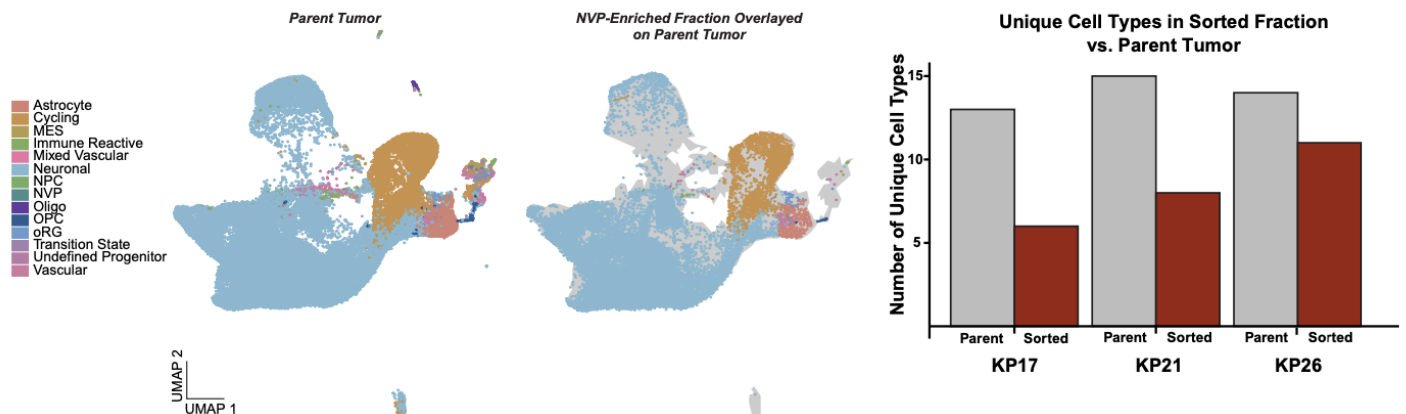 Parent Tumor
NVP-Enriched Fraction Overlayed
on Parent Tumor
Astrocyte
Cycling
MES
Immune Reactive
Mixed Vascular
Neuronal
NPC
NVP
Oligo
OPC
oRG
Transition State
Undefined Progenitor
Vascular
UMAP 2
UMAP 1
Unique Cell Types in Sorted Fraction
vs. Parent Tumor
Number of Unique Cell Types
15
10
5
Parent Sorted Parent Sorted Parent Sorted
KP17 KP21 KP26